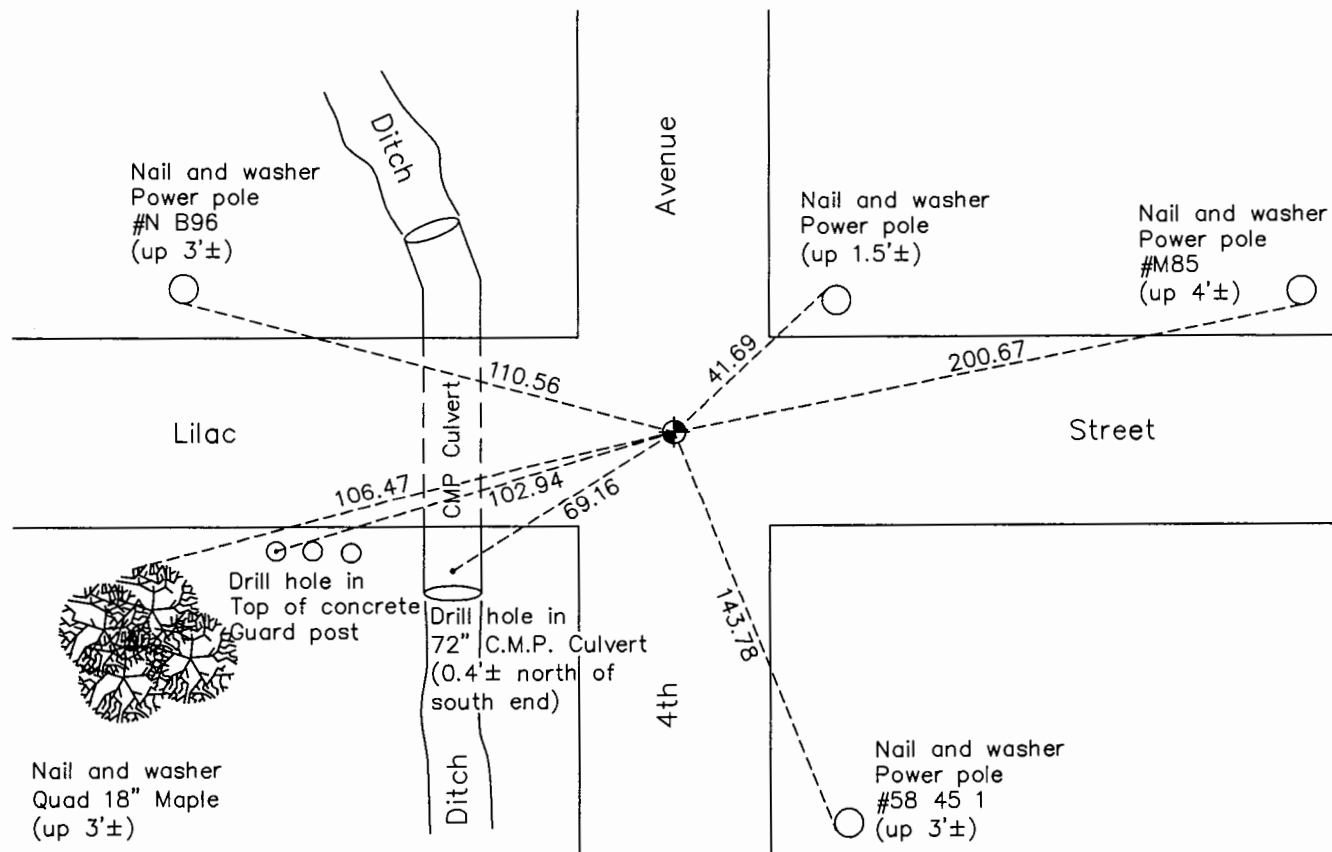 Ditch
Avenue
Nail and washer
Power pole
#N B96
(up 3'±)
Nail and washer
Power pole
(up 1.5'±)
Nail and washer
Power pole
#M85
(up 4'±)
110.56
41.69
200.67
Lilac
CMP Culvert
Street
106.47
102.94
69.16
143.78
Drill hole in
Top of concrete
Guard post
Drill hole in
72" C.M.P. Culvert
(0.4'± north of
south end)
4th
Ditch
Nail and washer
Quad 18" Maple
(up 3'±)
Nail and washer
Power pole
#58 45 1
(up 3'±)